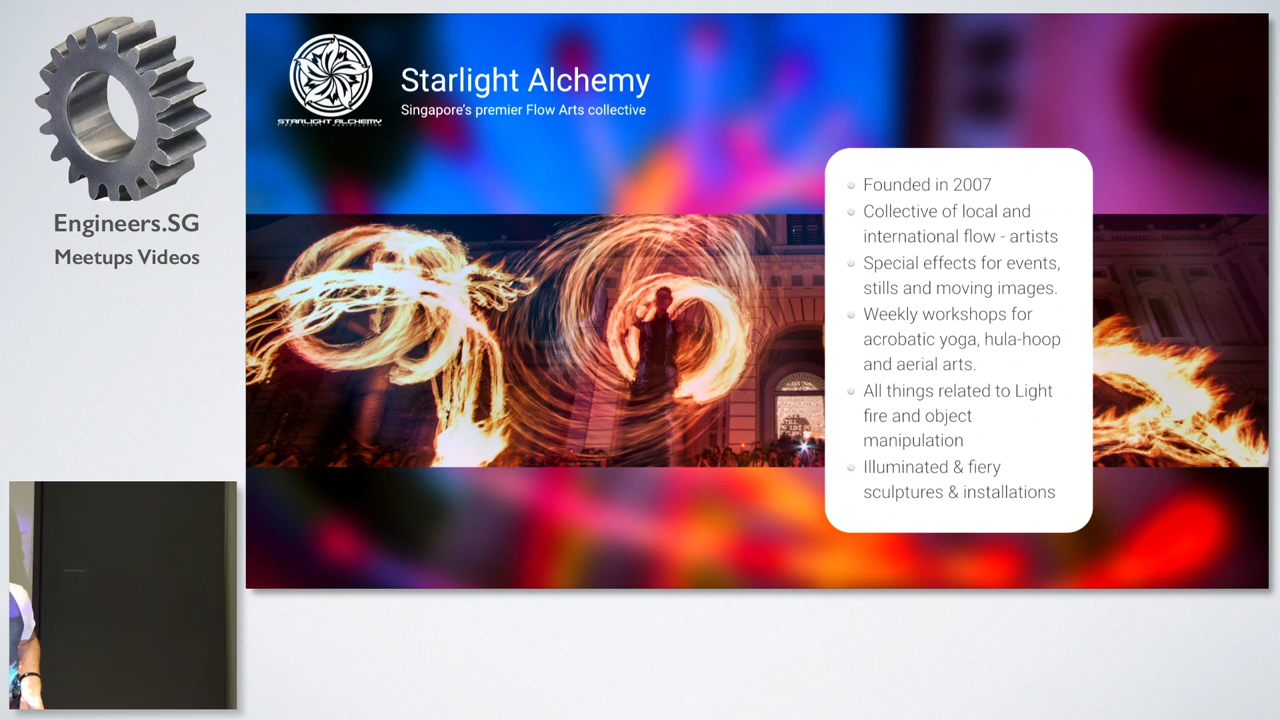 Engineers.SG
Meetups Videos
STARLIGHT ALCHEMY
Starlight Alchemy
Singapore's premier Flow Arts collective
Founded in 2007
Collective of local and
international flow - artists
Special effects for events,
stills and moving images.
Weekly workshops for
acrobatic yoga, hula-hoop
and aerial arts.
All things related to Light
fire and object
manipulation
Illuminated & fiery
sculptures & installations